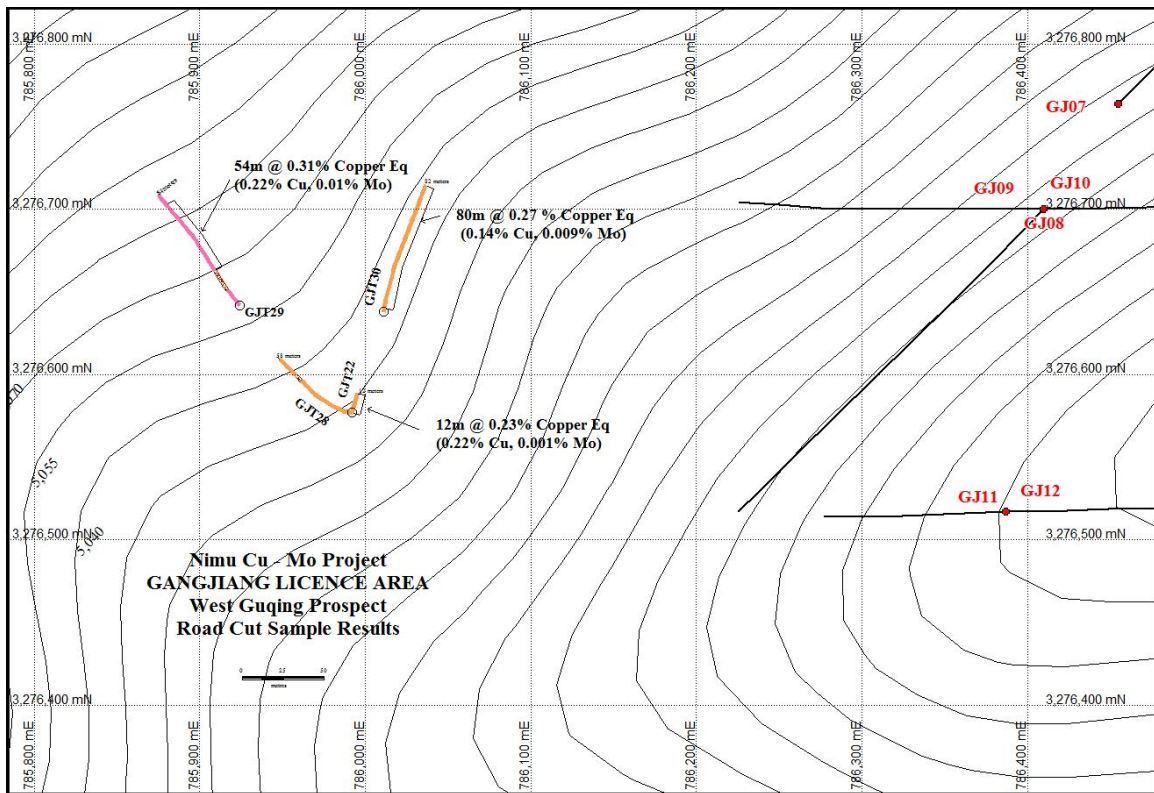 3,276,800 mN
3,276,800 mN
785,800 mE
785,900 mE
786,000 mE
786,100 mE
786,200 mE
786,300 mE
786,400 mE
GJ07
54m @ 0.31% Copper Eq
(0.22% Cu, 0.01% Mo)
82 meters
GJ09
GJ10
3,276,700 mN
3,276,700 mN
80m @ 0.27 % Copper Eq
(0.14% Cu, 0.009% Mo)
GJ08
GJT30
GJT29
3,276,600 mN
3,276,600 mN
58 meters
GJT22
GJT28
12m @ 0.23% Copper Eq
(0.22% Cu, 0.001% Mo)
5,055
GJ11
GJ12
5,040
3,276,500 mN
3,276,500 mN
Nimu Cu - Mo Project
GANGJIANG LICENCE AREA
West Guqing Prospect
Road Cut Sample Results
0 25 50
meters
3,276,400 mN
3,276,400 mN
785,800 mE
785,900 mE
786,000 mE
786,100 mE
786,200 mE
786,300 mE
786,400 mE